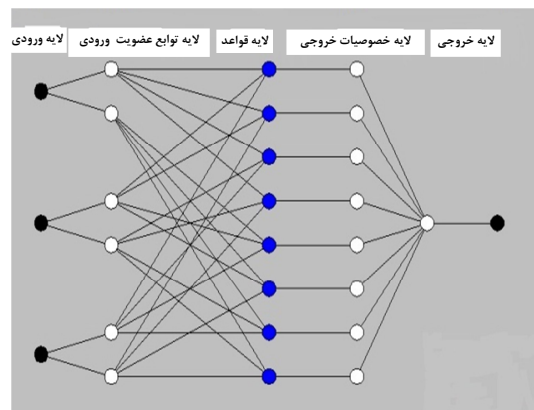 لایه ورودی
لایه توابع عضویت ورودی
لایه قواعد
لایه خصوصیات خروجی
لایه خروجی